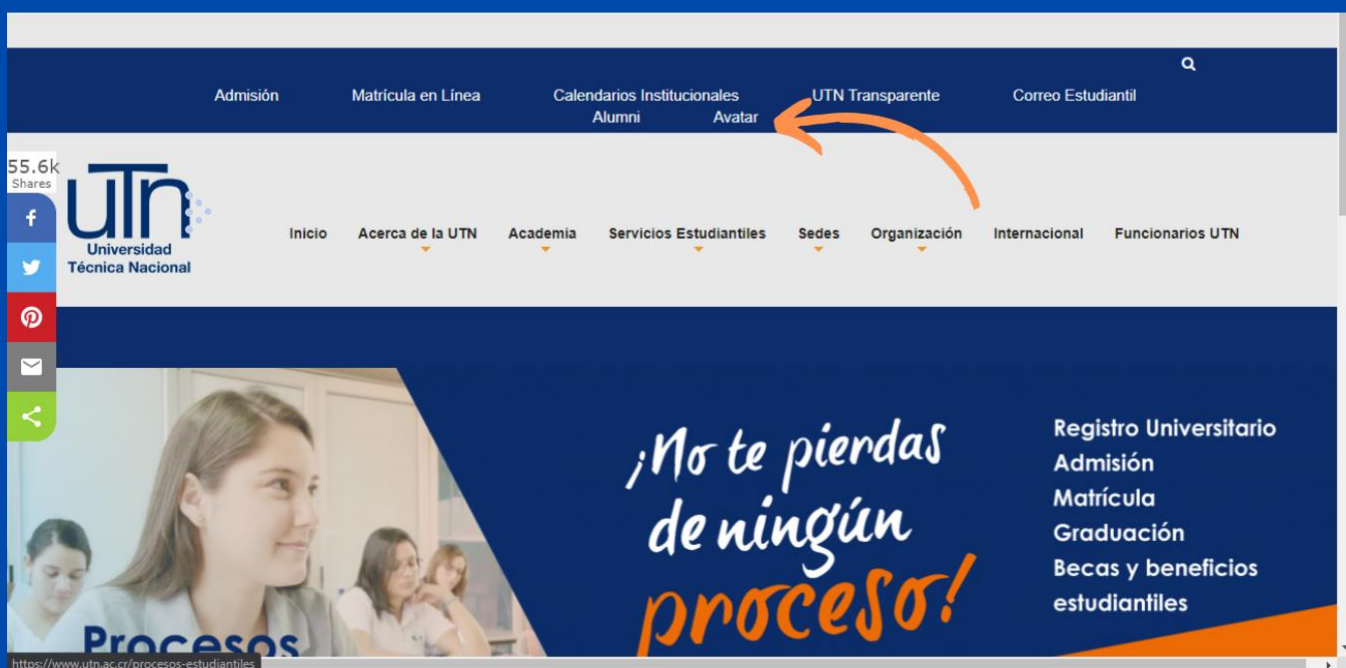 Admisión Matrícula en Línea Calendarios Institucionales UTN Transparente Correo Estudiantil
Alumni Avatar
55.6k
Shares
utn
Universidad
Técnica Nacional
Inicio Acerca de la UTN Academia Servicios Estudiantiles Sedes Organización Internacional Funcionarios UTN
¡No te pierdas
de ningún
proceso!
Registro Universitario
Admisión
Matrícula
Graduación
Becas y beneficios
estudiantiles
Procesos
https://www.utn.ac.cr/procesos-estudiantiles